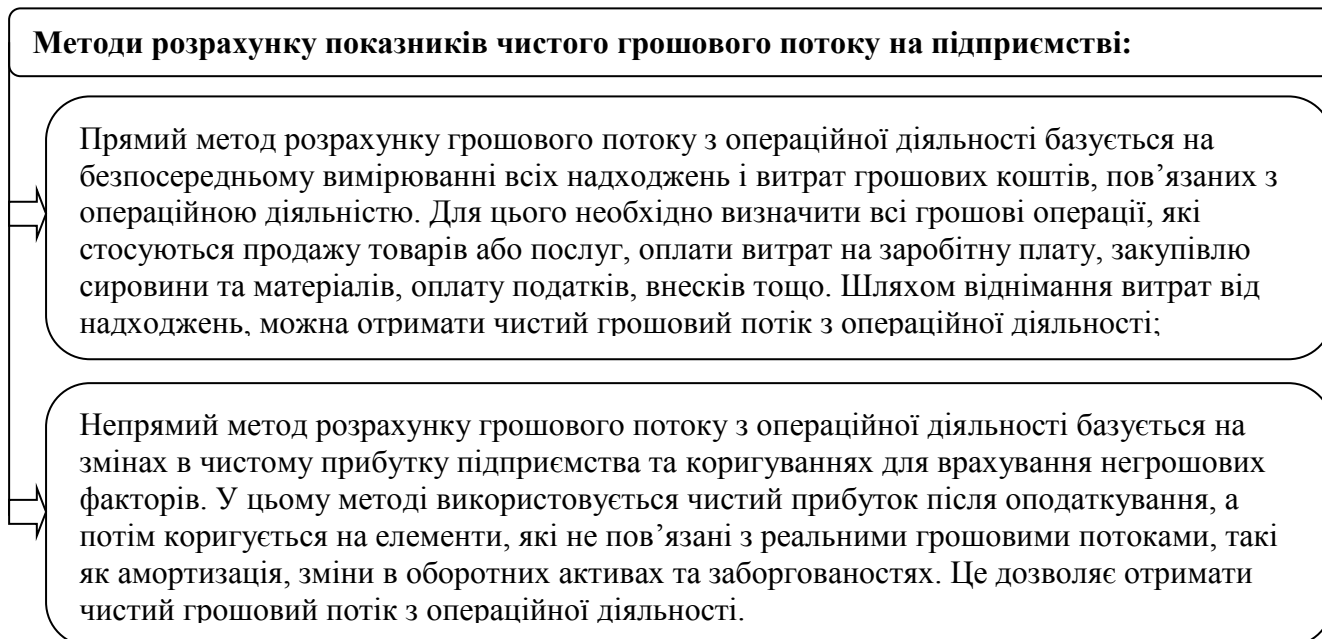 Методи розрахунку показників чистого грошового потоку на підприємстві:
Прямий метод розрахунку грошового потоку з операційної діяльності базується на
безпосередньому вимірюванні всіх надходжень і витрат грошових коштів, пов’язаних з
операційною діяльністю. Для цього необхідно визначити всі грошові операції, які
стосуються продажу товарів або послуг, оплати витрат на заробітну плату, закупівлю
сировини та матеріалів, оплату податків, внесків тощо. Шляхом віднімання витрат від
надходжень, можна отримати чистий грошовий потік з операційної діяльності;
Непрямий метод розрахунку грошового потоку з операційної діяльності базується на
змінах в чистому прибутку підприємства та коригуваннях для врахування негрошових
факторів. У цьому методі використовується чистий прибуток після оподаткування, а
потім коригується на елементи, які не пов’язані з реальними грошовими потоками, такі
як амортизація, зміни в оборотних активах та заборгованостях. Це дозволяє отримати
чистий грошовий потік з операційної діяльності.